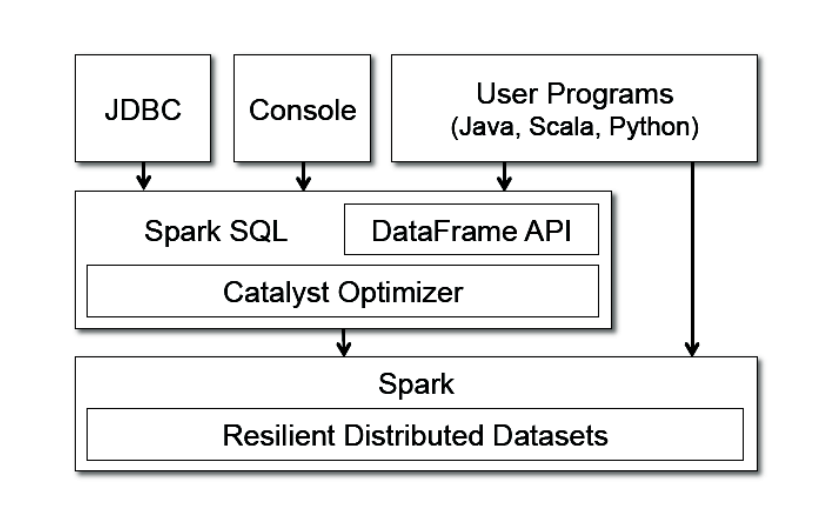 JDBC
Console
User Programs
(Java, Scala, Python)
Spark SQL
DataFrame API
Catalyst Optimizer
Spark
Resilient Distributed Datasets